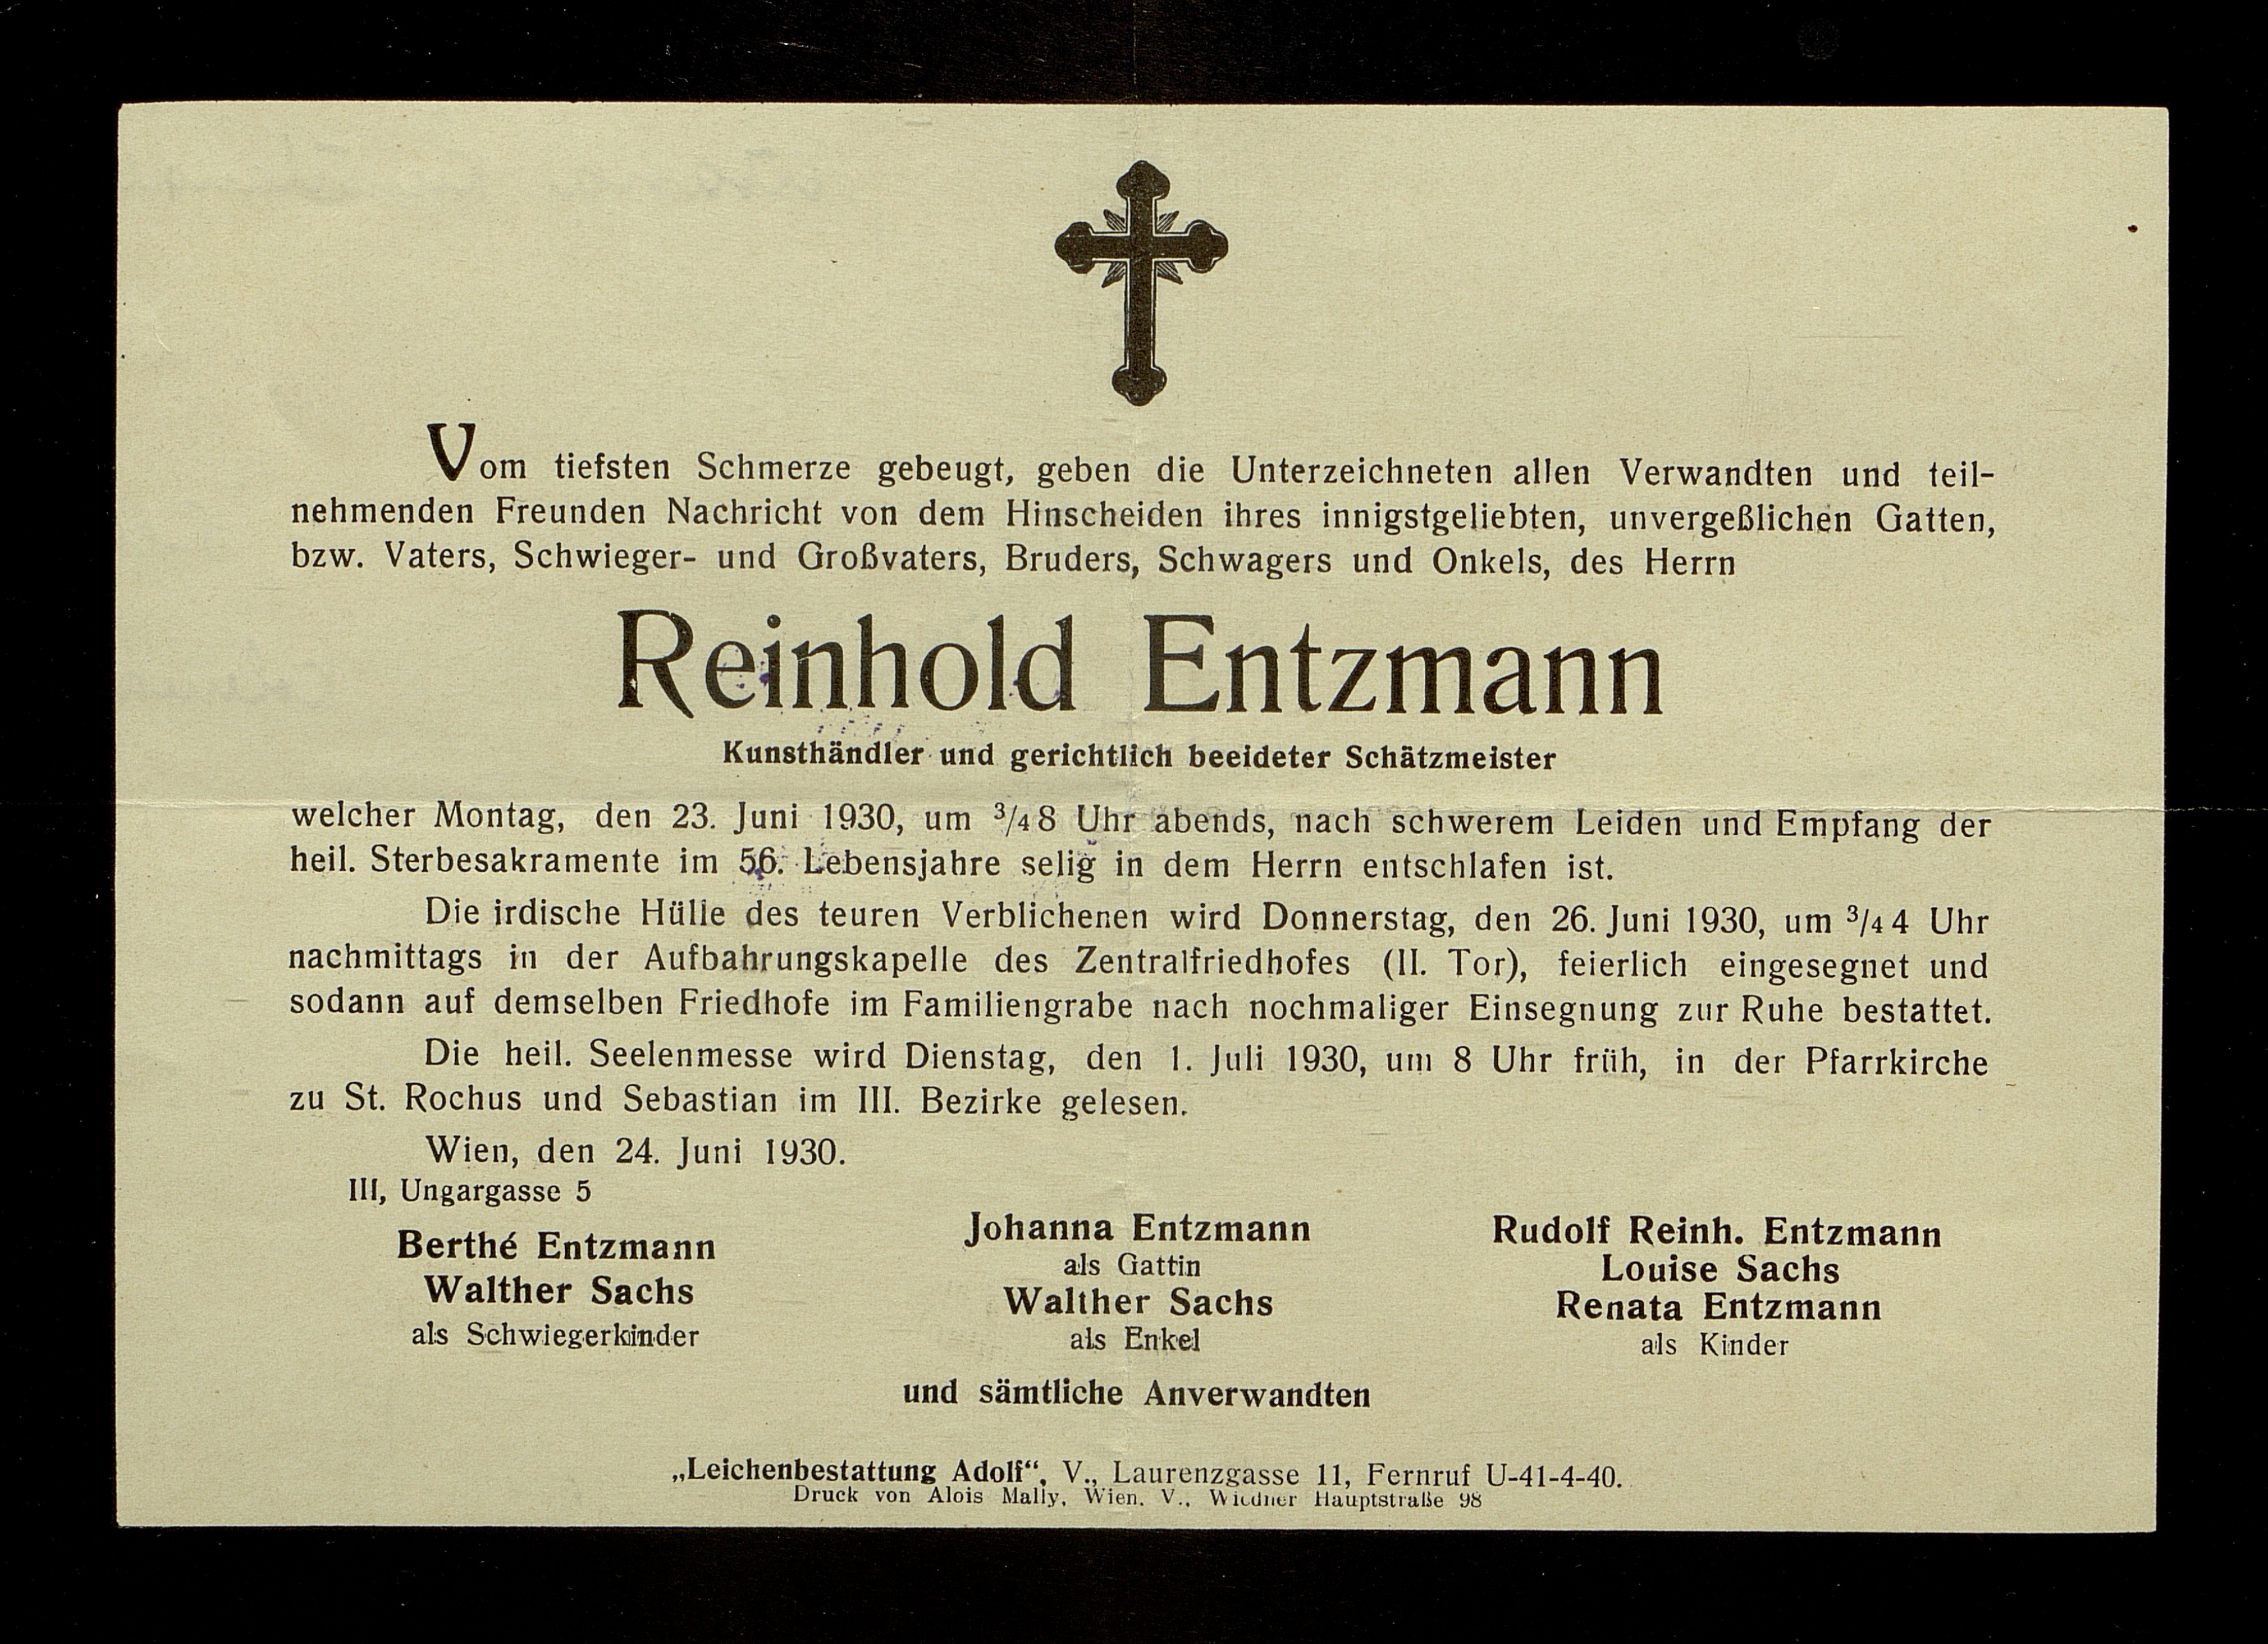 Vom tiefsten Schmerze gebeugt, geben die Unterzeichneten allen Verwandten und teil-
nehmenden Freunden Nachricht von dem Hinscheiden ihres innigstgeliebten, unvergeßlichen Gatten,
bzw. Vaters, Schwieger- und Großvaters, Bruders, Schwagers und Onkels, des Herrn
Reinhold Entzmann
Kunsthändler und gerichtlich beeideter Schätzmeister
welcher Montag, den 23. Juni 1930, um 3/4 8 Uhr abends, nach schwerem Leiden und Empfang der
heil. Sterbesakramente im 56. Lebensjahre selig in dem Herrn entschlafen ist.
Die irdische Hülle des teuren Verblichenen wird Donnerstag, den 26. Juni 1930, um 3/4 4 Uhr
nachmittags in der Aufbahrungskapelle des Zentralfriedhofes (II. Tor), feierlich eingesegnet und
sodann auf demselben Friedhofe im Familiengrabe nach nochmaliger Einsegnung zur Ruhe bestattet.
Die heil. Seelenmesse wird Dienstag, den 1. Juli 1930, um 8 Uhr früh, in der Pfarrkirche
zu St. Rochus und Sebastian im III. Bezirke gelesen.
Wien, den 24. Juni 1930.
III, Ungargasse 5
Berthé Entzmann
Walther Sachs
als Schwiegerkinder
Johanna Entzmann
als Gattin
Walther Sachs
als Enkel
Rudolf Reinh. Entzmann
Louise Sachs
Renata Entzmann
als Kinder
und sämtliche Anverwandten
„Leichenbestattung Adolf“, V., Laurenzgasse 11, Fernruf U-41-4-40.
Druck von Alois Mally, Wien, V., Wiedner Hauptstraße 98